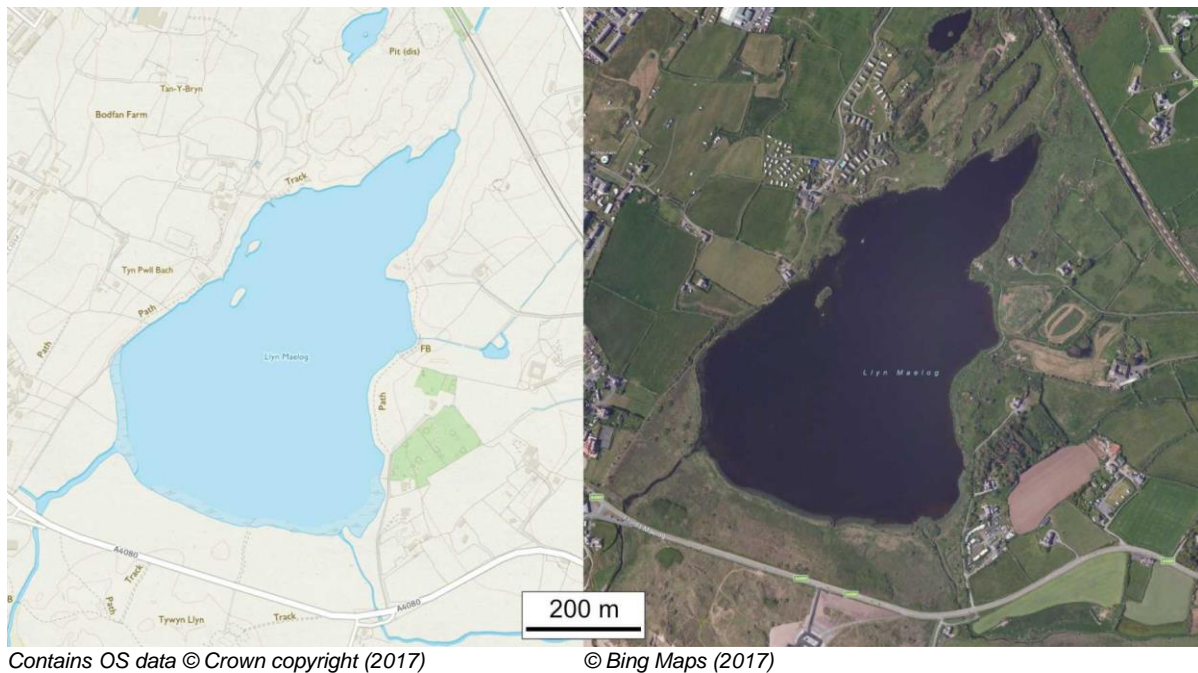 Pit (dis)
Tan-Y-Bryn
Bodfan Farm
Track
Tyn Pwll Bach
Path
Path
Llyn Maelog
FB
Path
A4080
Track
Path
Tywyn Llyn
Track
A4080
B
Llyn Maelog
200 m
Contains OS data © Crown copyright (2017)
© Bing Maps (2017)